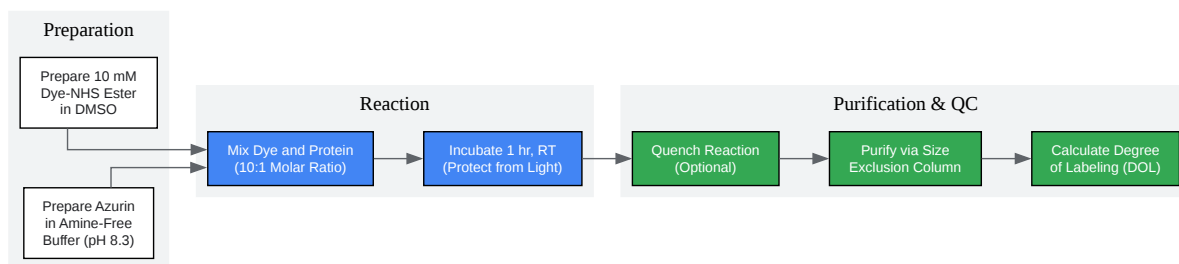 Preparation
Prepare 10 mM
Dye-NHS Ester
in DMSO
Prepare Azurin
in Amine-Free
Buffer (pH 8.3)
Reaction
Mix Dye and Protein
(10:1 Molar Ratio)
Incubate 1 hr, RT
(Protect from Light)
Purification & QC
Quench Reaction
(Optional)
Purify via Size
Exclusion Column
Calculate Degree
of Labeling (DOL)